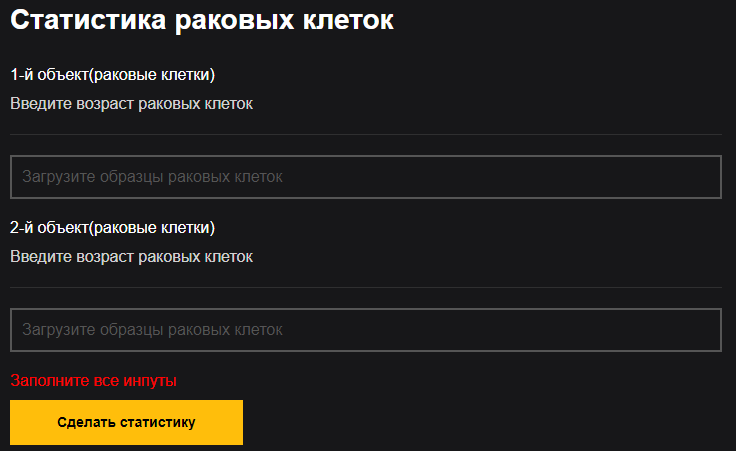 Статистика раковых клеток
1-й объект(раковые клетки)
Введите возраст раковых клеток
Загрузите образцы раковых клеток
2-й объект(раковые клетки)
Введите возраст раковых клеток
Загрузите образцы раковых клеток
Заполните все инпуты
Сделать статистику